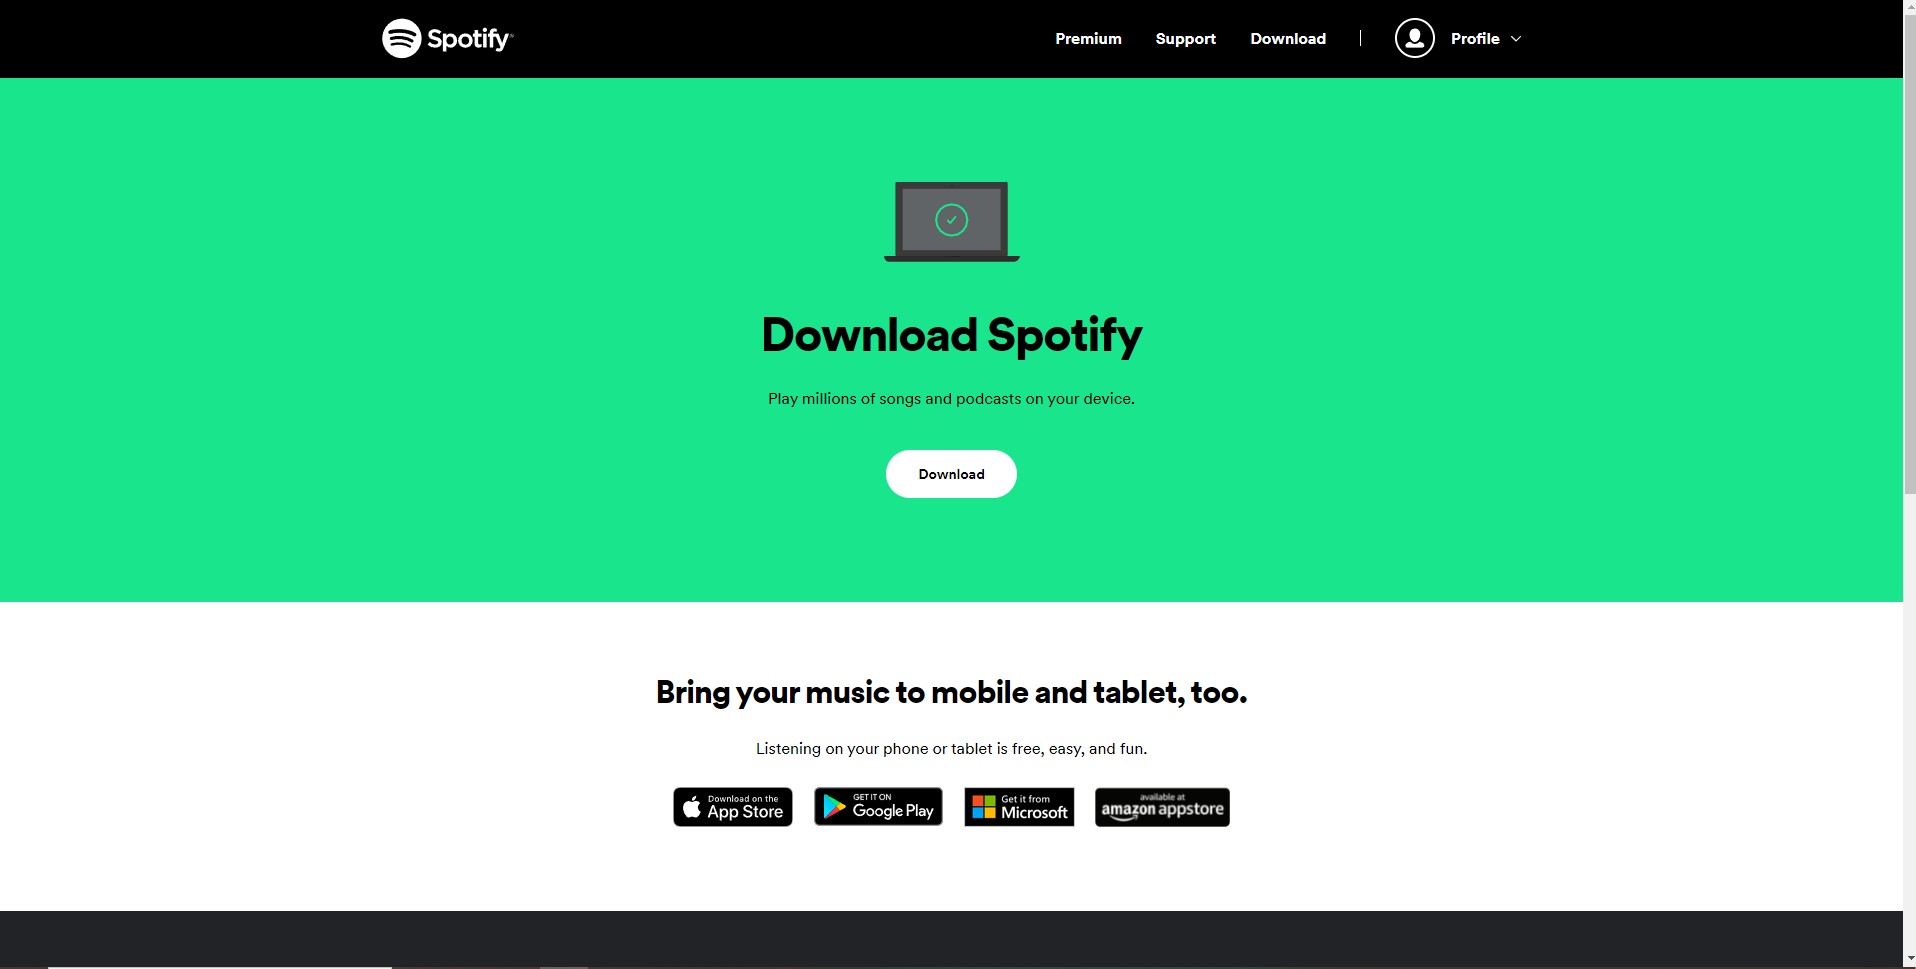 Spotify
Premium
Support
Download
Profile
Download Spotify
Play millions of songs and podcasts on your device.
Download
Bring your music to mobile and tablet, too.
Listening on your phone or tablet is free, easy, and fun.
Download on the
App Store
GET IT ON
Google Play
Get it from
Microsoft
available at
amazon appstore